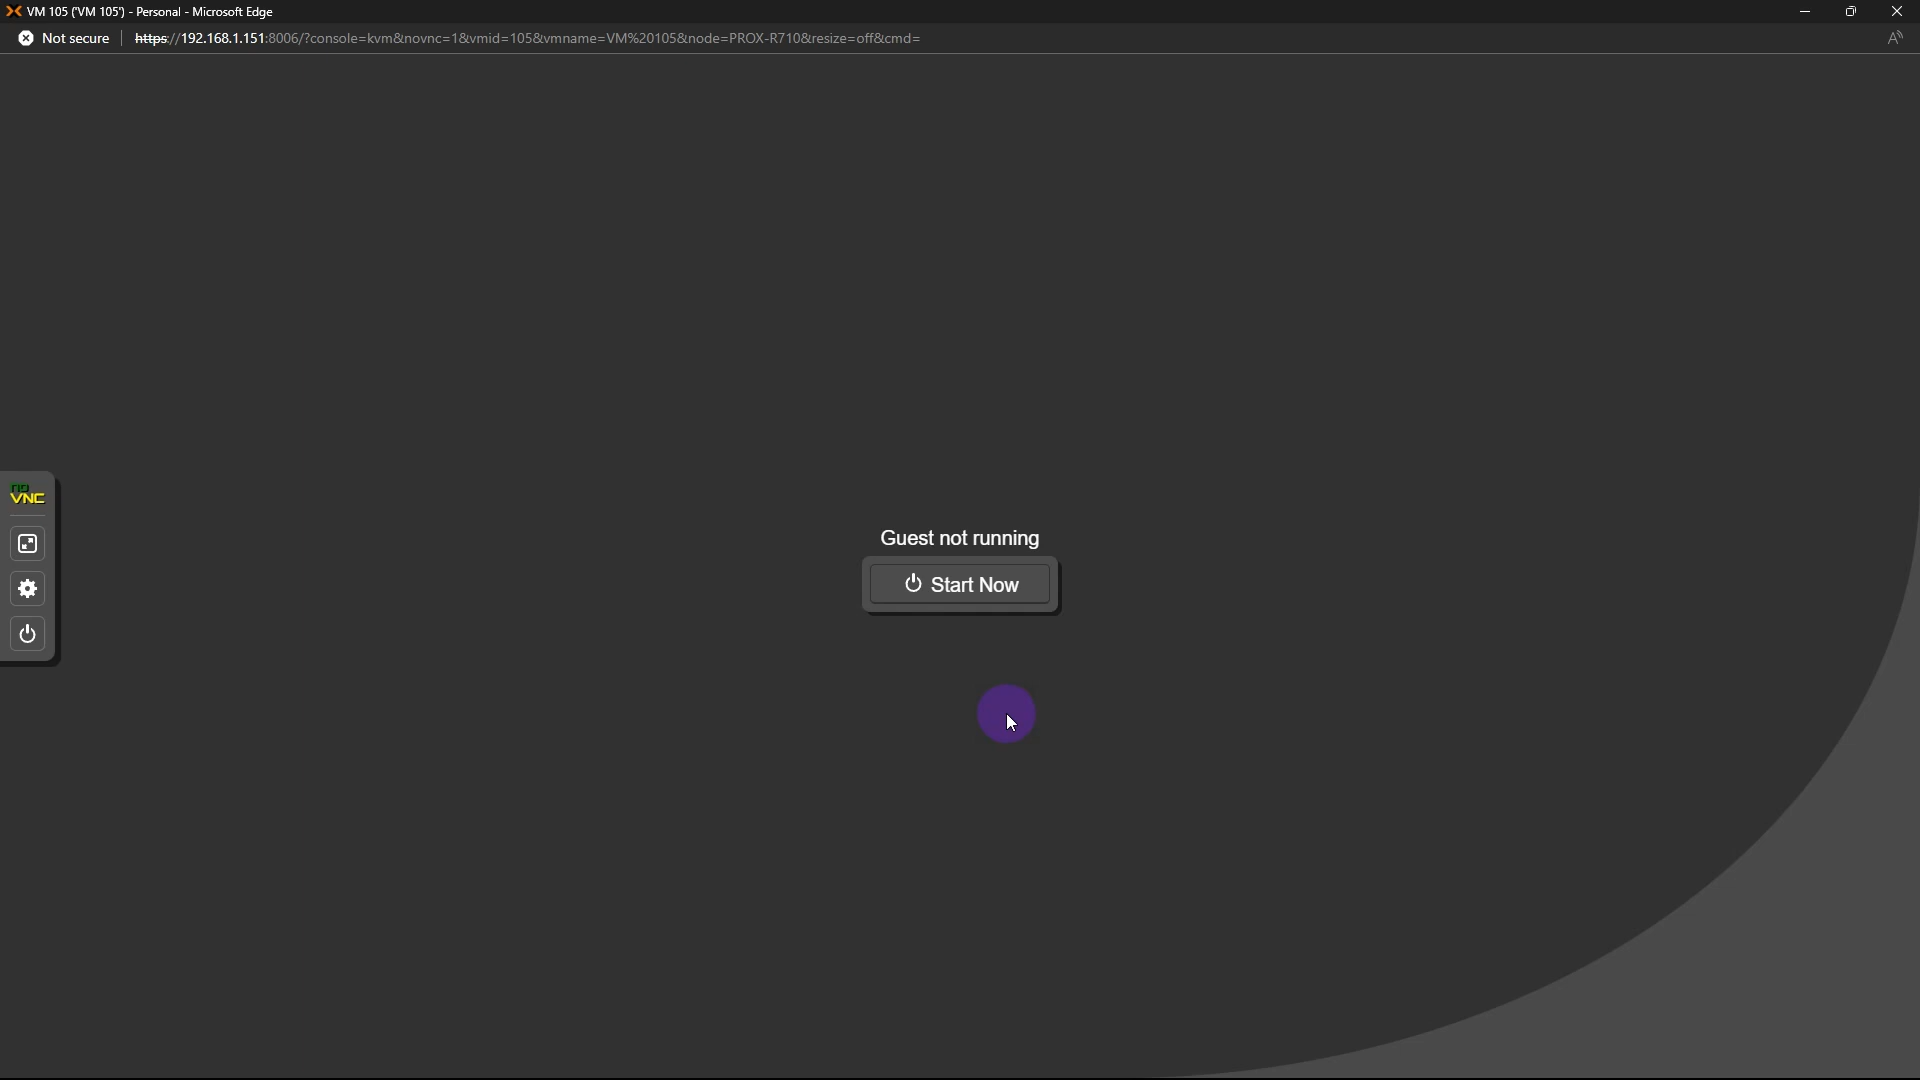 VM 105 ('VM 105') - Personal - Microsoft Edge
Not secure
https://192.168.1.151:8006/?console=kvm&novnc=1&vmid=105&vmname=VM%20105&node=PROX-R710&resize=off&cmd=
no
VNC
Guest not running
Start Now